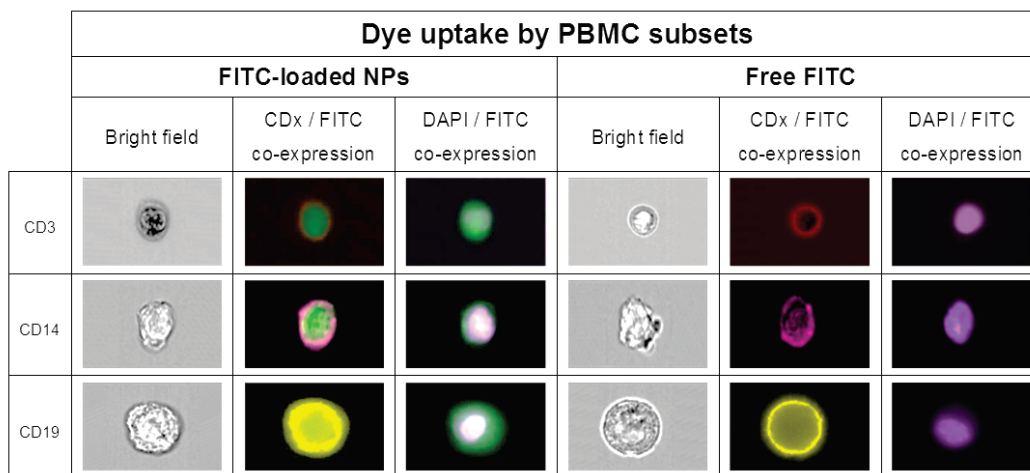 Dye uptake by PBMC subsets
FITC-loaded NPs
Free FITC
Bright field
CDx / FITC
co-expression
DAPI / FITC
co-expression
Bright field
CDx / FITC
co-expression
DAPI / FITC
co-expression
CD3
CD14
CD19